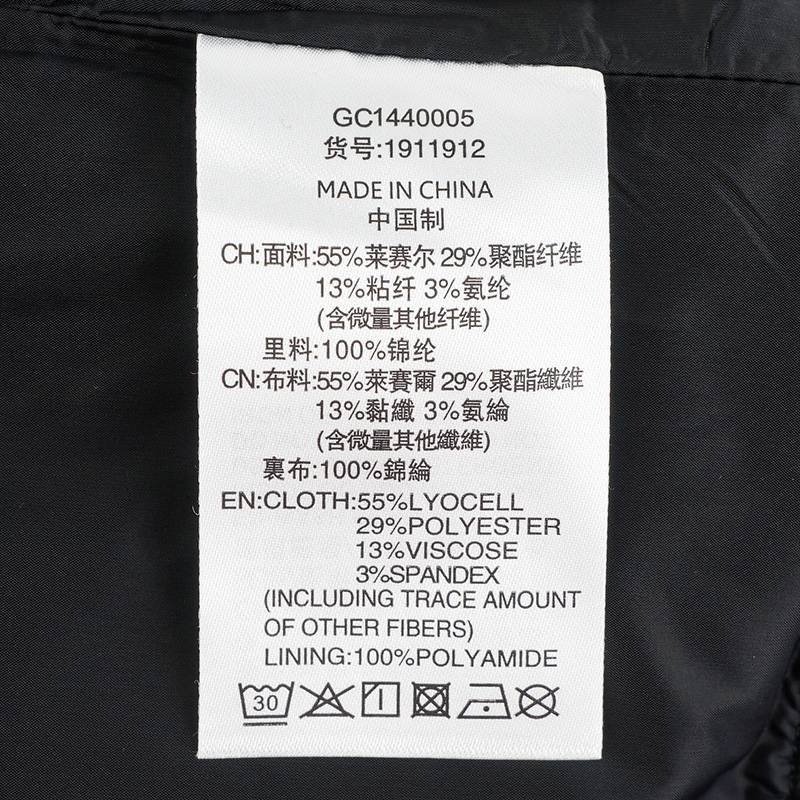 GC1440005
货号:1911912
MADE IN CHINA
中国制
CH:面料:55%莱赛尔 29%聚酯纤维
13%粘纤 3%氨纶
(含微量其他纤维)
里料:100%锦纶
CN:布料:55%萊賽爾 29%聚酯纖維
13%黏纖 3%氨綸
(含微量其他纖維)
裏布:100%錦綸
EN:CLOTH:55%LYOCELL
29%POLYESTER
13%VISCOSE
3%SPANDEX
(INCLUDING TRACE AMOUNT
OF OTHER FIBERS)
LINING:100%POLYAMIDE
30